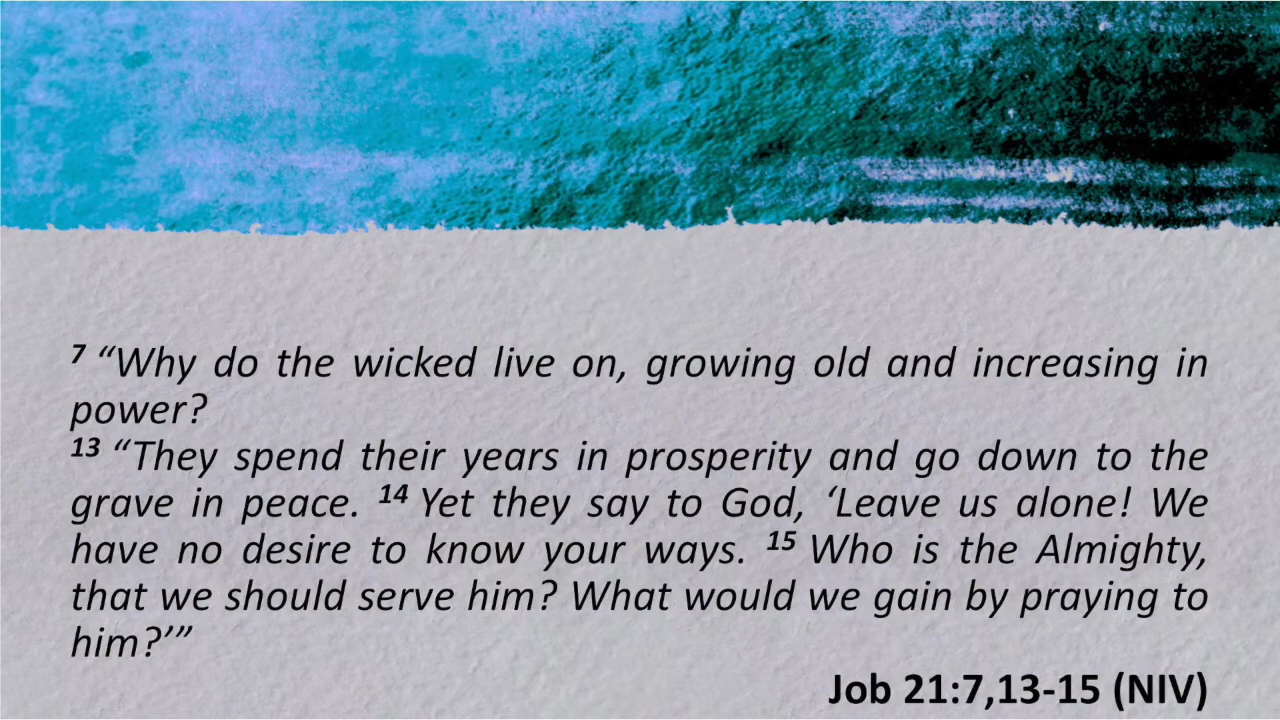 7 “Why do the wicked live on, growing old and increasing in
power?
13 “They spend their years in prosperity and go down to the
grave in peace. 14 Yet they say to God, ‘Leave us alone! We
have no desire to know your ways. 15 Who is the Almighty,
that we should serve him? What would we gain by praying to
him?’”
Job 21:7,13-15 (NIV)